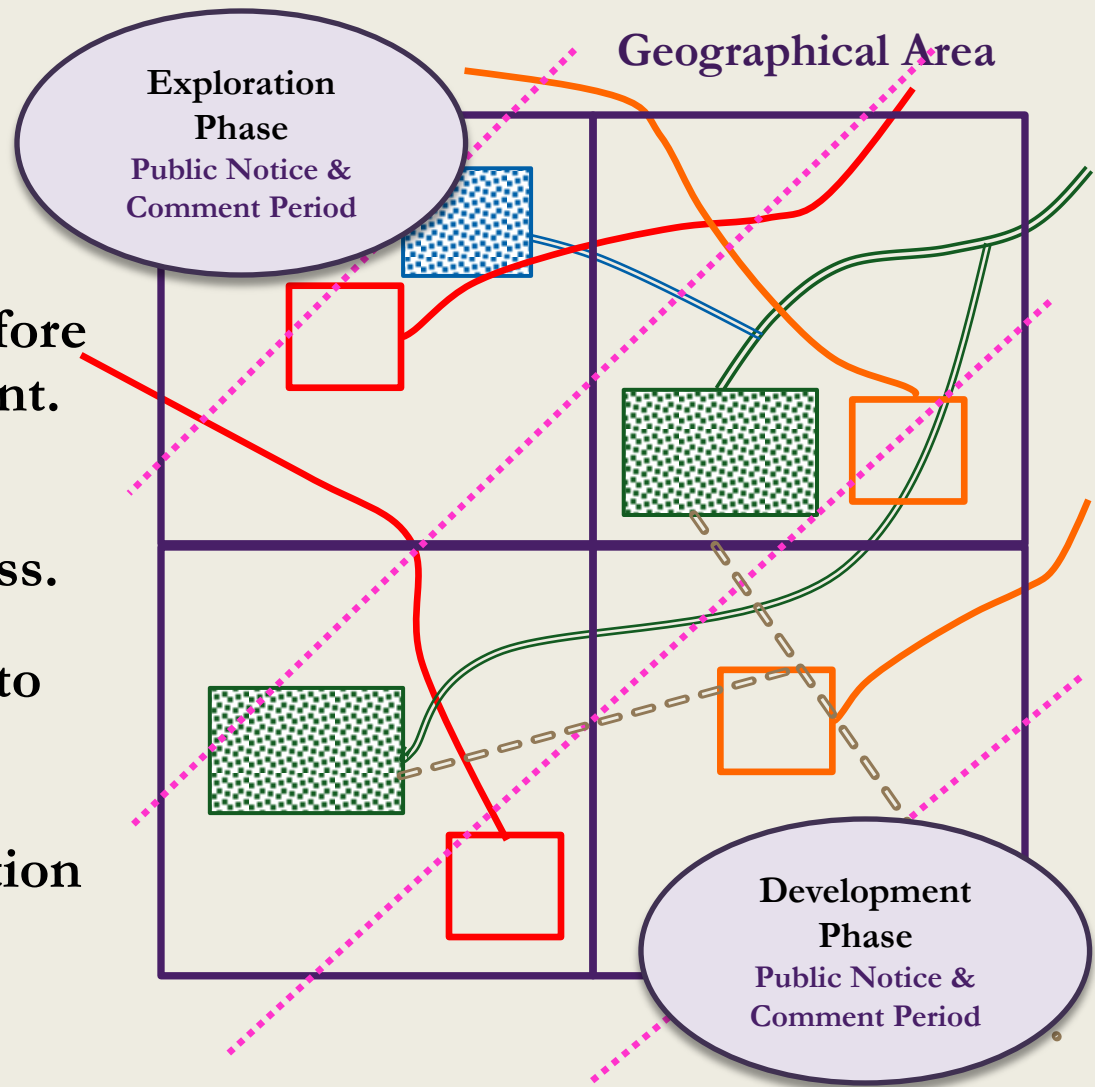 Geographical Area
Exploration
Phase
Public Notice &
Comment Period
fore
nt.
ss.
to
tion
Development
Phase
Public Notice &
Comment Period